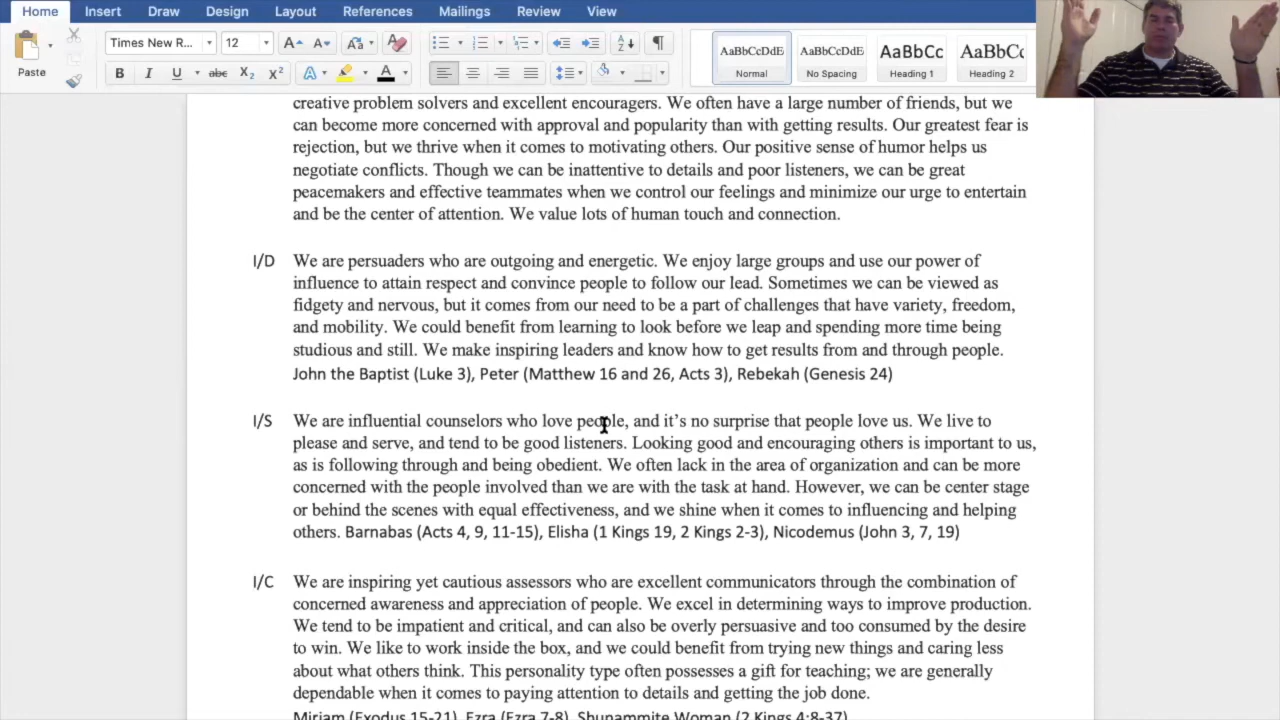 Home Insert Draw Design Layout References Mailings Review View
Paste Times New R... 12 A A Aa A AaBbCcDdE AaBbCcDdE AaBbCc AaBbCc
B I U abc X2 X2 A A Normal No Spacing Heading 1 Heading 2
creative problem solvers and excellent encouragers. We often have a large number of friends, but we
can become more concerned with approval and popularity than with getting results. Our greatest fear is
rejection, but we thrive when it comes to motivating others. Our positive sense of humor helps us
negotiate conflicts. Though we can be inattentive to details and poor listeners, we can be great
peacemakers and effective teammates when we control our feelings and minimize our urge to entertain
and be the center of attention. We value lots of human touch and connection.
I/D We are persuaders who are outgoing and energetic. We enjoy large groups and use our power of
influence to attain respect and convince people to follow our lead. Sometimes we can be viewed as
fidgety and nervous, but it comes from our need to be a part of challenges that have variety, freedom,
and mobility. We could benefit from learning to look before we leap and spending more time being
studious and still. We make inspiring leaders and know how to get results from and through people.
John the Baptist (Luke 3), Peter (Matthew 16 and 26, Acts 3), Rebekah (Genesis 24)
I/S We are influential counselors who love people, and it's no surprise that people love us. We live to
please and serve, and tend to be good listeners. Looking good and encouraging others is important to us,
as is following through and being obedient. We often lack in the area of organization and can be more
concerned with the people involved than we are with the task at hand. However, we can be center stage
or behind the scenes with equal effectiveness, and we shine when it comes to influencing and helping
others. Barnabas (Acts 4, 9, 11-15), Elisha (1 Kings 19, 2 Kings 2-3), Nicodemus (John 3, 7, 19)
I/C We are inspiring yet cautious assessors who are excellent communicators through the combination of
concerned awareness and appreciation of people. We excel in determining ways to improve production.
We tend to be impatient and critical, and can also be overly persuasive and too consumed by the desire
to win. We like to work inside the box, and we could benefit from trying new things and caring less
about what others think. This personality type often possesses a gift for teaching; we are generally
dependable when it comes to paying attention to details and getting the job done.
Miriam (Exodus 15-21), Ezra (Ezra 7-8), Shunammite Woman (2 Kings 4:8-37)